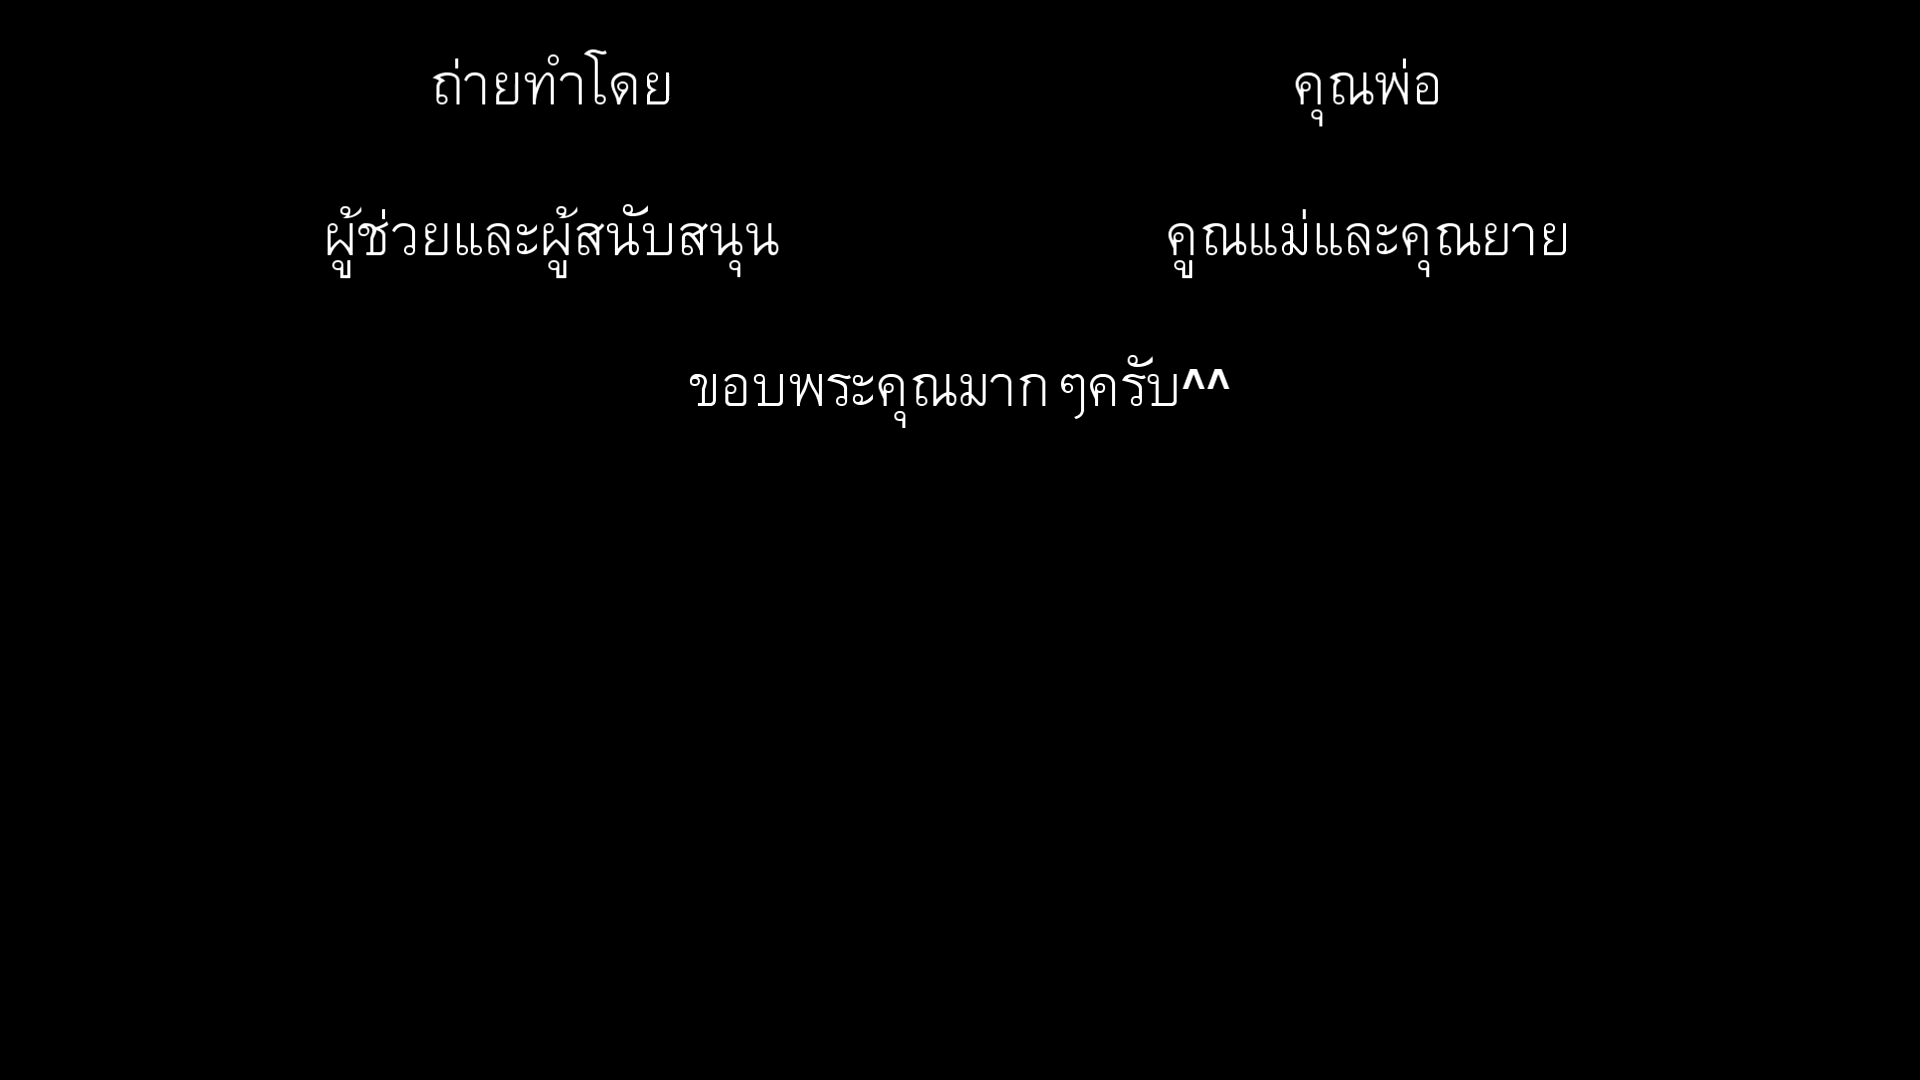 ถ่ายทำโดย คุณพ่อ
ผู้ช่วยและผู้สนับสนุน คูณแม่และคุณยาย
ขอบพระคุณมาก ๆครับ^^